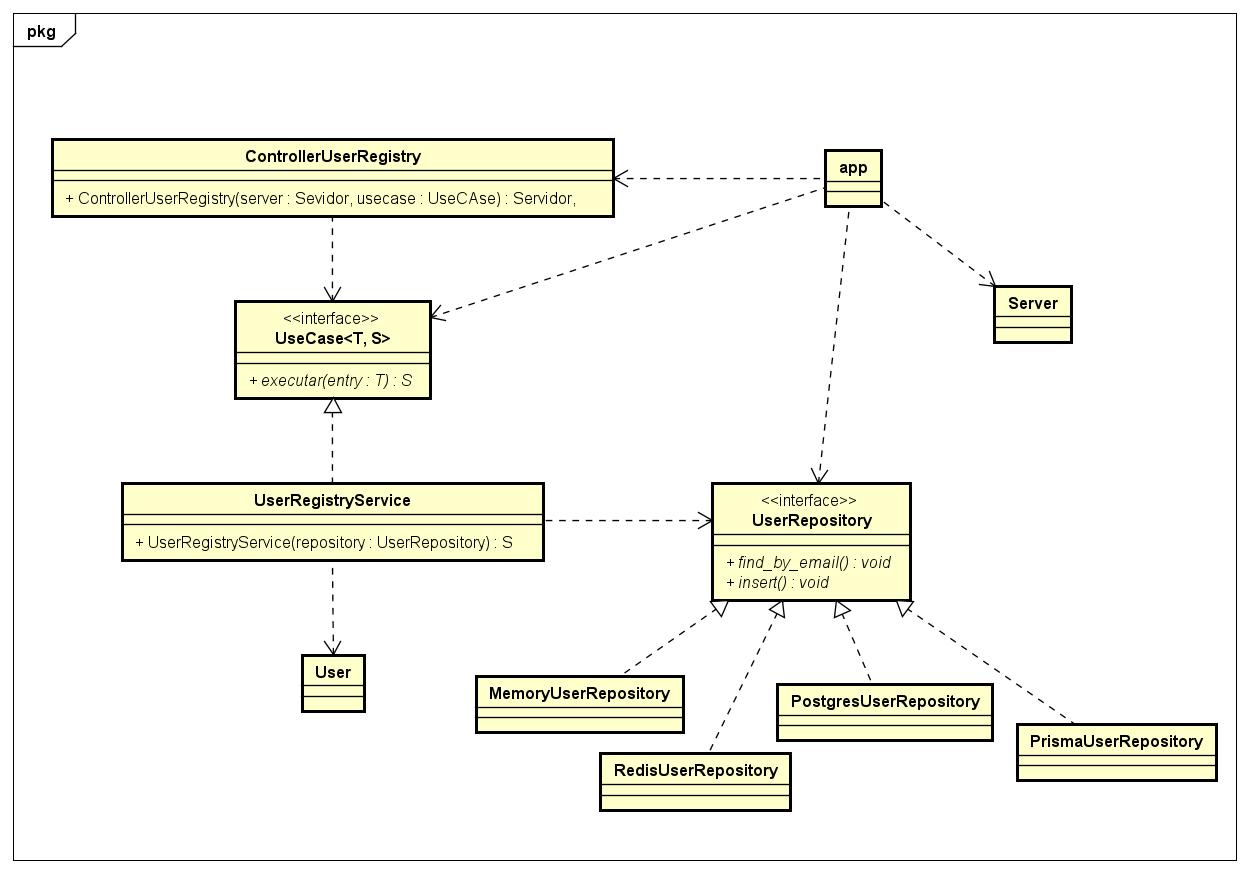 pkg
ControllerUserRegistry
+ ControllerUserRegistry(server : Sevidor, usecase : UseCAse) : Servidor,
app
<<interface>>
UseCase<T, S>
+ executar(entry : T) : S
Server
UserRegistryService
+ UserRegistryService(repository : UserRepository) : S
<<interface>>
UserRepository
+ find_by_email() : void
+ insert() : void
User
MemoryUserRepository
PostgresUserRepository
PrismaUserRepository
RedisUserRepository